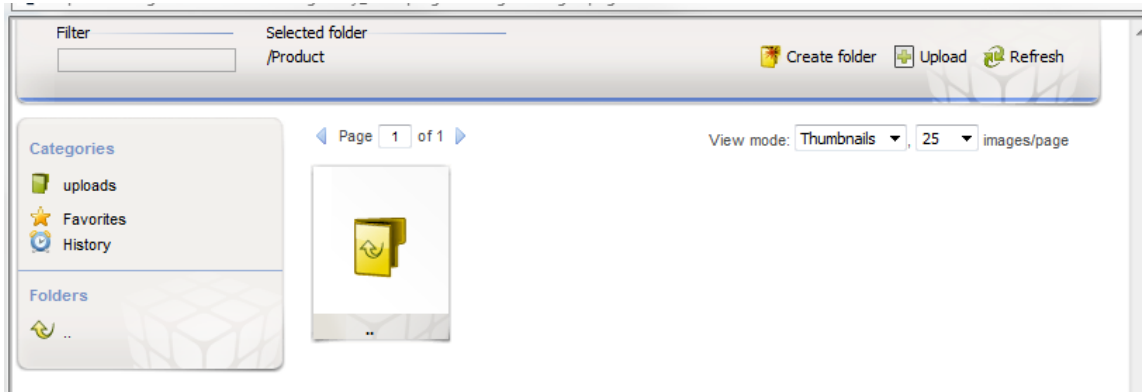 Filter
Selected folder
/Product
Create folder
Upload
Refresh
Categories
uploads
Favorites
History
Folders
..
Page 1 of 1
View mode: Thumbnails , 25 images/page
..